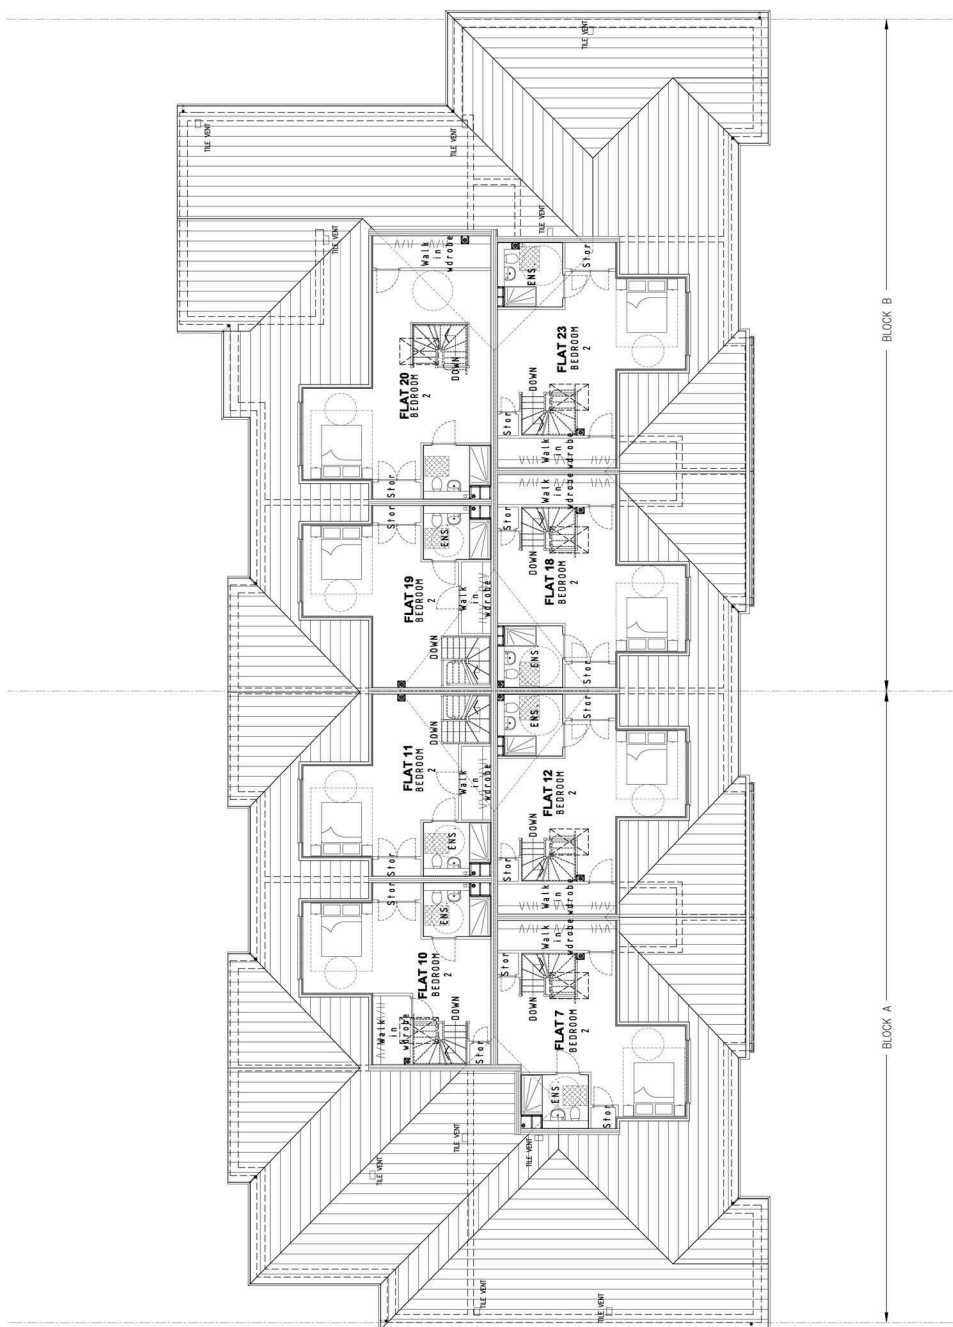 TILE VENT
TILE VENT
TILE VENT
TILE VENT
TILE VENT
BLOCK B
Walk
in
wdrobe
ENS.
Stor
FLAT 20
BEDROOM
2
DOWN
FLAT 23
BEDROOM
2
DOWN
Stor
Walk
in
wdrobe
Stor
Stor
ENS
FLAT 19
BEDROOM
2
Walk
in
wdrobe
DOWN
Walk
in
wdrobe
Stor
DOWN
FLAT 18
BEDROOM
2
ENS
Stor
DOWN
FLAT 11
BEDROOM
2
Walk
in
wdrobe
ENS
Stor
ENS.
Stor
FLAT 12
BEDROOM
2
DOWN
Stor
Walk
in
wdrobe
Stor
ENS.
FLAT 10
BEDROOM
2
Walk
in
wdrobe
DOWN
Stor
Walk
in
wdrobe
Stor
DOWN
FLAT 7
BEDROOM
2
ENS
Stor
BLOCK A
TILE VENT
TILE VENT
TILE VENT
TILE VENT
TILE VENT